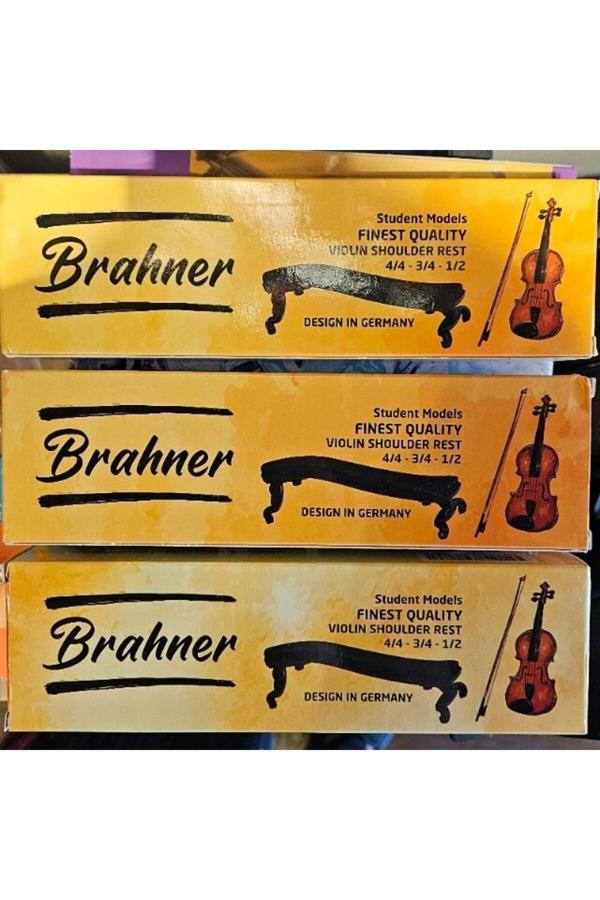 Brahner
Student Models
FINEST QUALITY
VIOLIN SHOULDER REST
4/4 - 3/4 - 1/2
DESIGN IN GERMANY
Brahner
Student Models
FINEST QUALITY
VIOLIN SHOULDER REST
4/4 - 3/4 - 1/2
DESIGN IN GERMANY
Brahner
Student Models
FINEST QUALITY
VIOLIN SHOULDER REST
4/4 - 3/4 - 1/2
DESIGN IN GERMANY